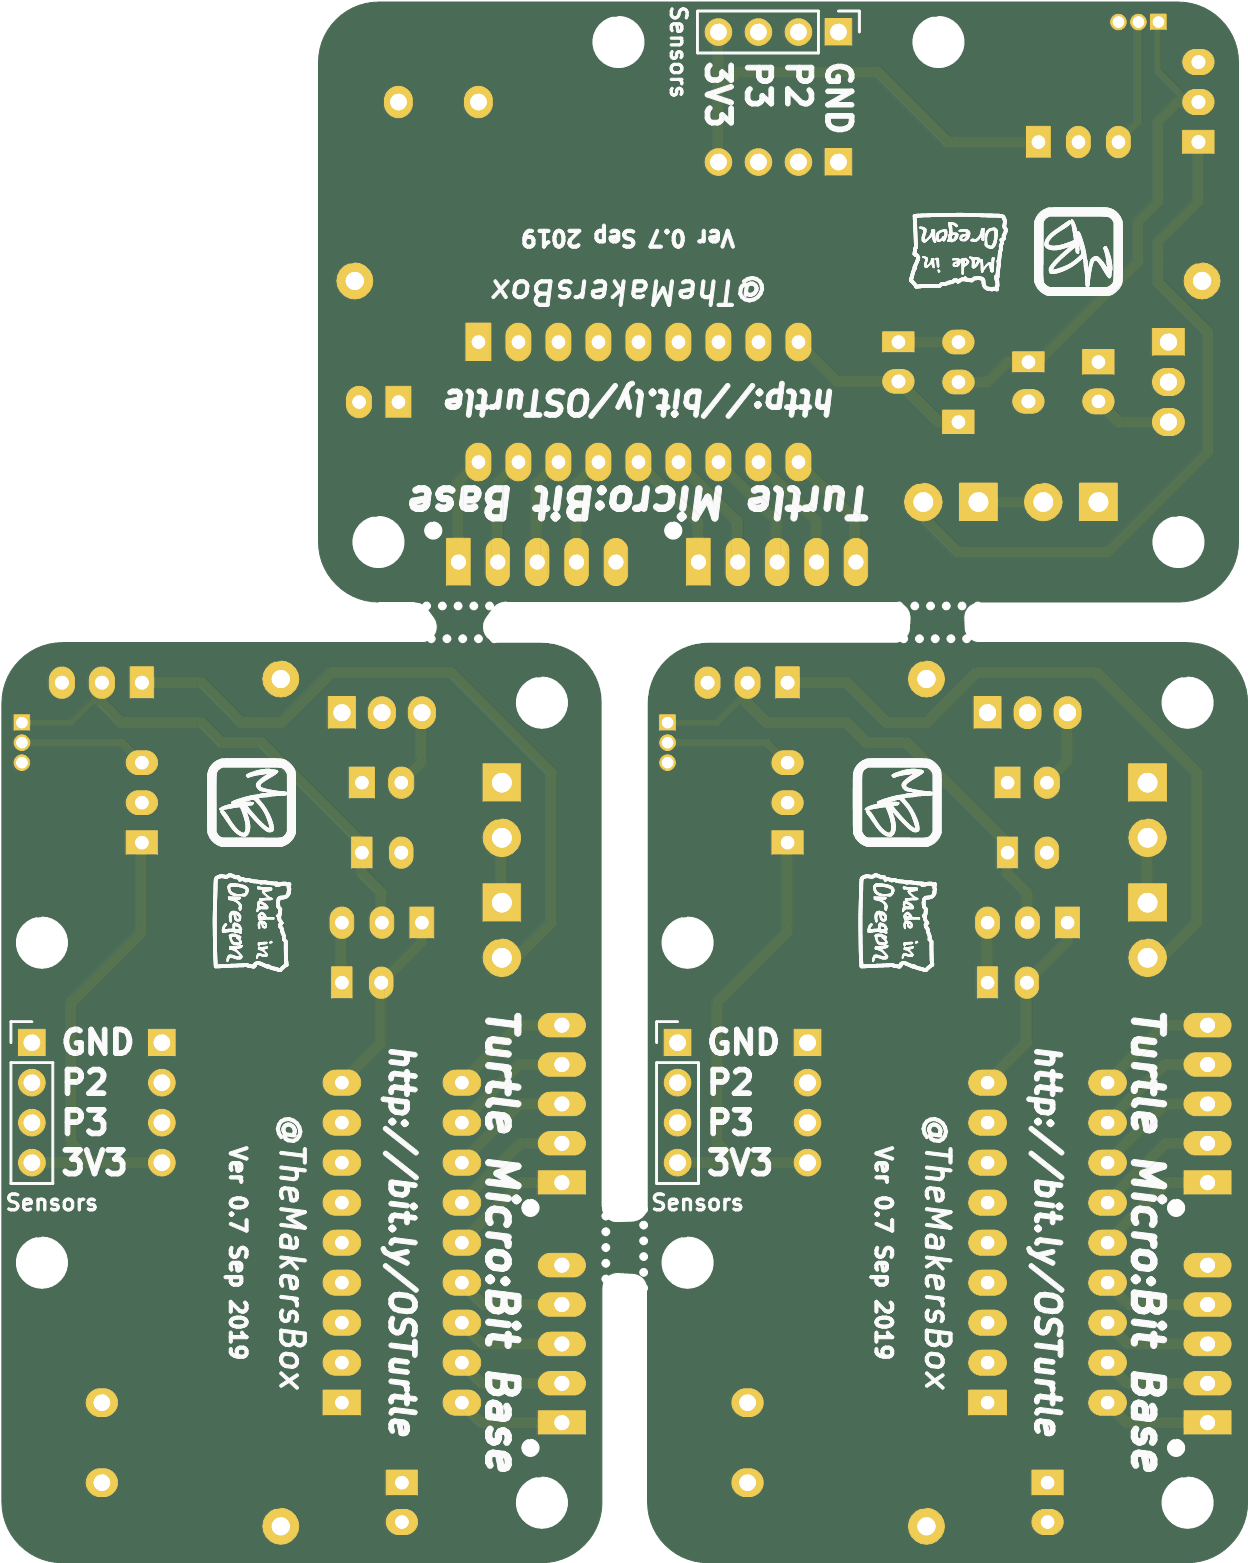 Sensors
3V3
P3
P2
GND
Ver 0.7 Sep 2019
Made in
Oregon
MB
@TheMakersBox
http://bit.ly/OSTurtle
Turtle Micro:Bit Base
MB
Made in
Oregon
GND
P2
P3
3V3
Sensors
Ver 0.7 Sep 2019
@TheMakersBox
http://bit.ly/OSTurtle
Turtle Micro:Bit Base
MB
Made in
Oregon
GND
P2
P3
3V3
Sensors
Ver 0.7 Sep 2019
@TheMakersBox
http://bit.ly/OSTurtle
Turtle Micro:Bit Base